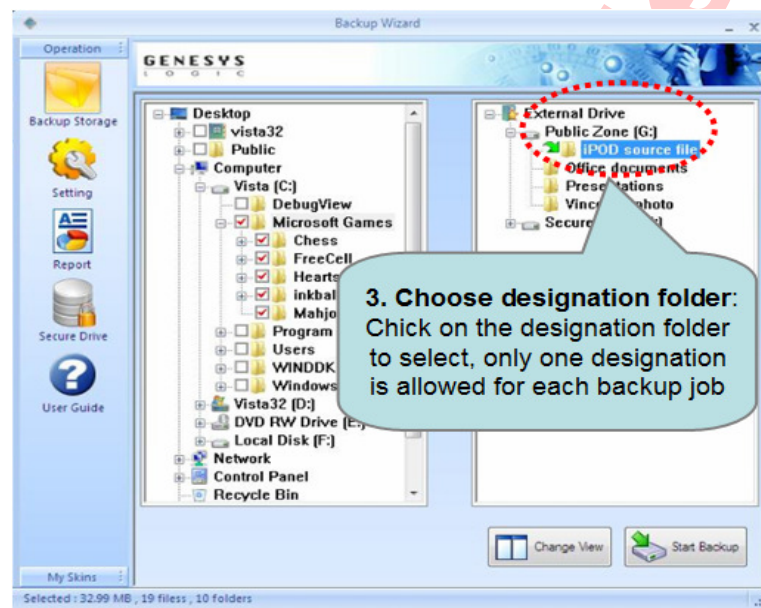 Backup Wizard
Operation
GENESYS
LOGIC
Backup Storage
Setting
Report
Secure Drive
User Guide
My Skins
Desktop
vista32
Public
Computer
Vista (C:)
DebugView
Microsoft Games
Chess
FreeCell
Hearts
inkbal
Mahjo
Program
Users
WINDDK
Windows
Vista32 (D:)
DVD RW Drive (E:)
Local Disk (F:)
Network
Control Panel
Recycle Bin
External Drive
Public Zone (G:)
iPOD source file
Office documents
Presentations
Vinc photo
Secure
3. Choose designation folder:
Chick on the designation folder
to select, only one designation
is allowed for each backup job
Change View
Start Backup
Selected : 32.99 MB , 19 filess , 10 folders